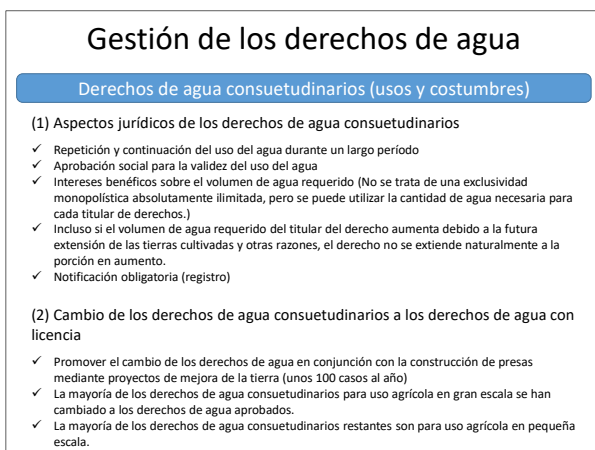 Gestión de los derechos de agua
Derechos de agua consuetudinarios (usos y costumbres)
(1) Aspectos jurídicos de los derechos de agua consuetudinarios
✓ Repetición y continuación del uso del agua durante un largo período
✓ Aprobación social para la validez del uso del agua
✓ Intereses benéficos sobre el volumen de agua requerido (No se trata de una exclusividad
monopolística absolutamente ilimitada, pero se puede utilizar la cantidad de agua necesaria para
cada titular de derechos.)
✓ Incluso si el volumen de agua requerido del titular del derecho aumenta debido a la futura
extensión de las tierras cultivadas y otras razones, el derecho no se extiende naturalmente a la
porción en aumento.
✓ Notificación obligatoria (registro)
(2) Cambio de los derechos de agua consuetudinarios a los derechos de agua con
licencia
✓ Promover el cambio de los derechos de agua en conjunción con la construcción de presas
mediante proyectos de mejora de la tierra (unos 100 casos al año)
✓ La mayoría de los derechos de agua consuetudinarios para uso agrícola en gran escala se han
cambiado a los derechos de agua aprobados.
✓ La mayoría de los derechos de agua consuetudinarios restantes son para uso agrícola en pequeña
escala.